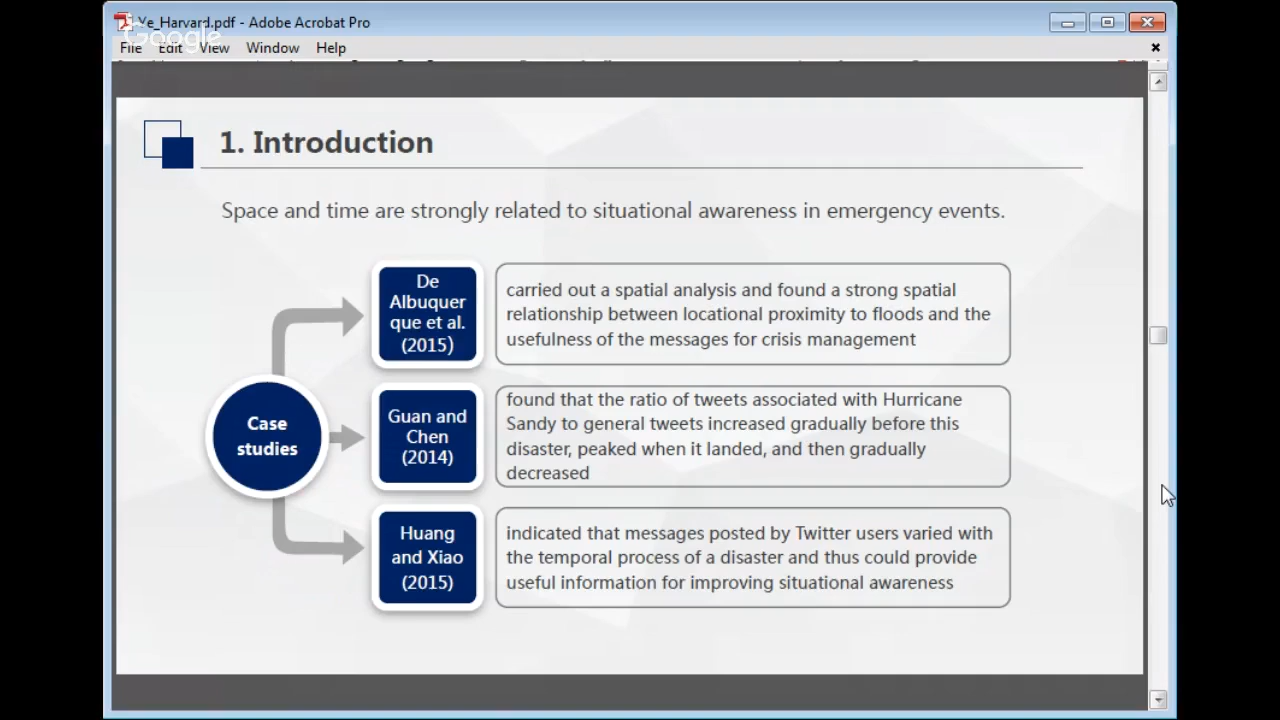 Ye_Harvard.pdf - Adobe Acrobat Pro
Google
File Edit View Window Help
1. Introduction
Space and time are strongly related to situational awareness in emergency events.
Case
studies
De
Albuquer
que et al.
(2015)
carried out a spatial analysis and found a strong spatial
relationship between locational proximity to floods and the
usefulness of the messages for crisis management
Guan and
Chen
(2014)
found that the ratio of tweets associated with Hurricane
Sandy to general tweets increased gradually before this
disaster, peaked when it landed, and then gradually
decreased
Huang
and Xiao
(2015)
indicated that messages posted by Twitter users varied with
the temporal process of a disaster and thus could provide
useful information for improving situational awareness